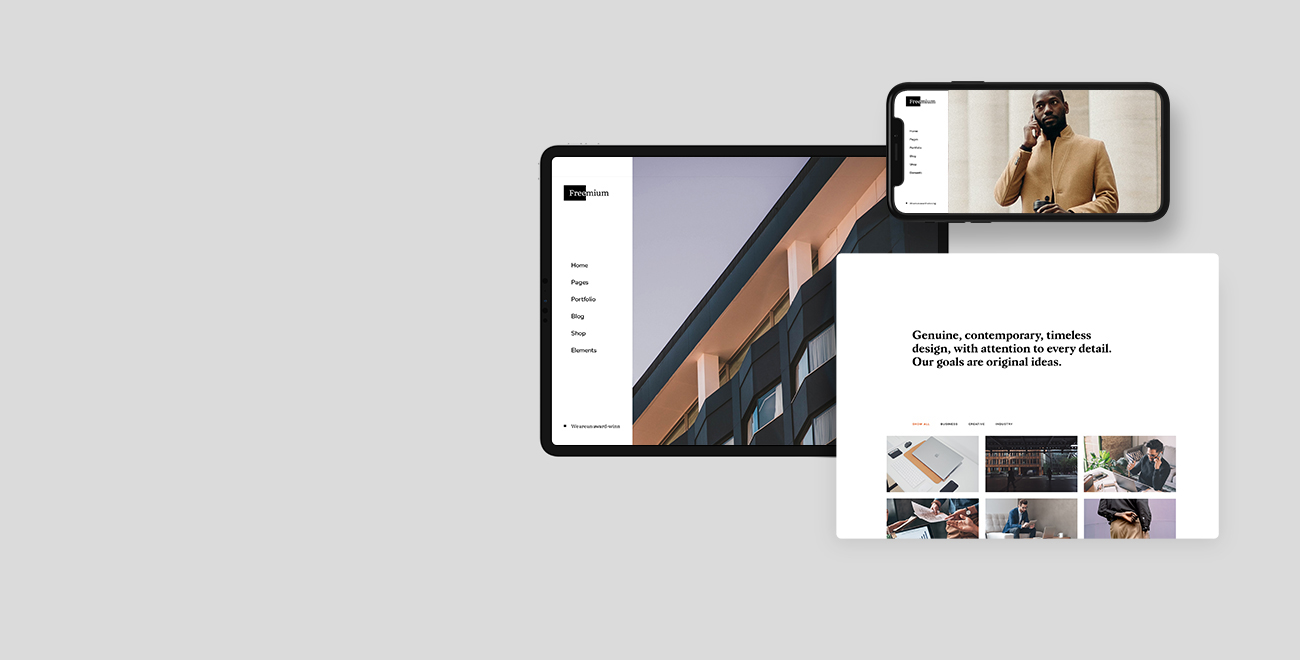 Freemium
Home
Pages
Portfolio
Blog
Shop
Elements
We are an award-winn
Freemium
Home
Pages
Portfolio
Blog
Shop
Elements
Genuine, contemporary, timeless
design, with attention to every detail.
Our goals are original ideas.
SHOW ALL BUSINESS CREATIVE INDUSTRY